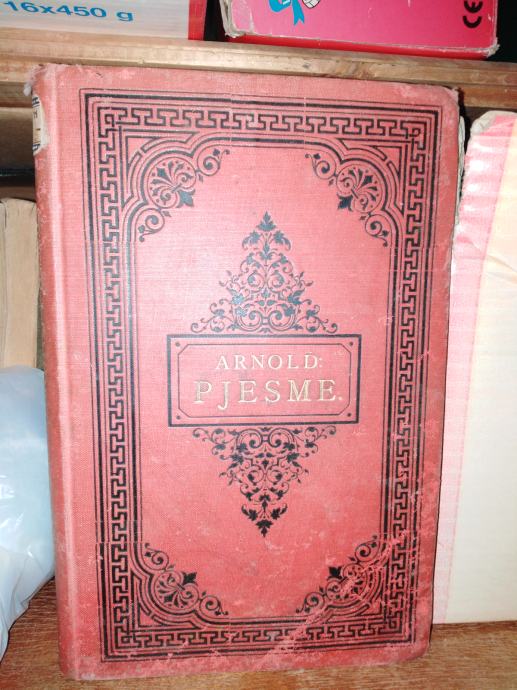 16x450 g
CE
ARNOLD:
PJESME.